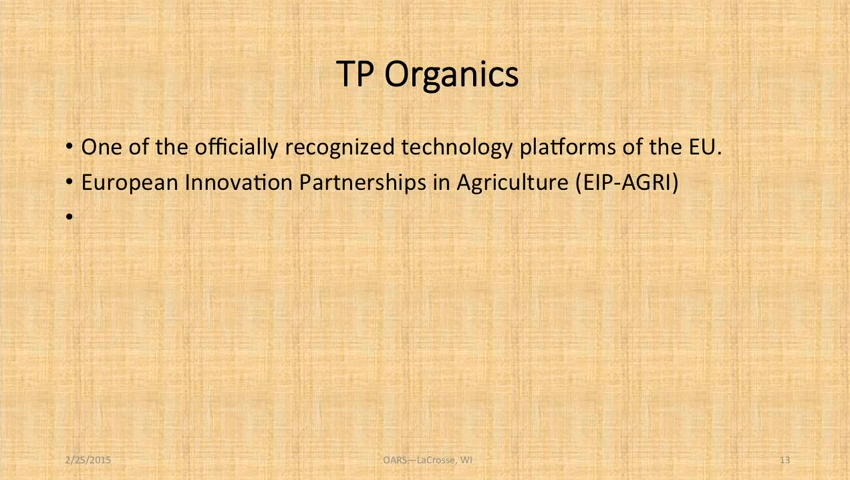 TP Organics
• One of the officially recognized technology platforms of the EU.
• European Innovation Partnerships in Agriculture (EIP-AGRI)
•
2/25/2015
OARS—LaCrosse, WI
13